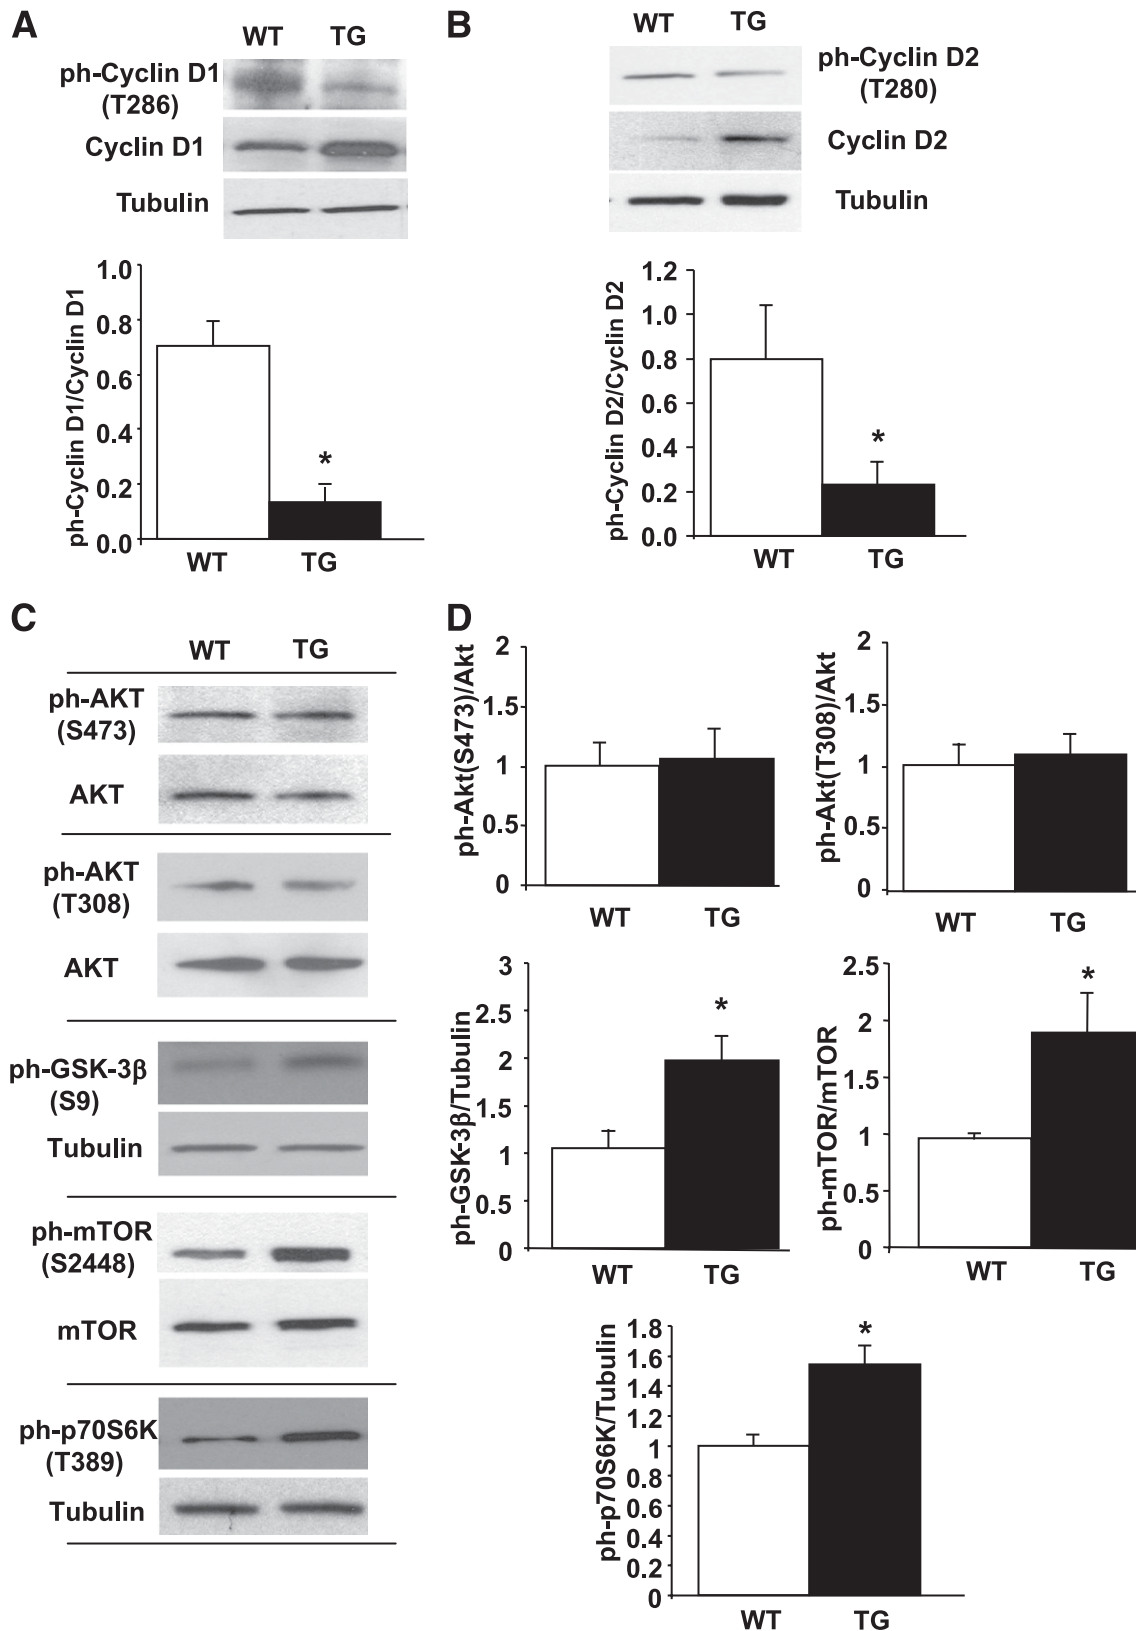 A
WT TG
ph-Cyclin D1
(T286)
Cyclin D1
Tubulin
ph-Cyclin D1/Cyclin D1
1.0
0.8
0.6
0.4
0.2
0.0
*
WT TG
B
WT TG
ph-Cyclin D2
(T280)
Cyclin D2
Tubulin
ph-Cyclin D2/Cyclin D2
1.2
1.0
0.8
0.6
0.4
0.2
0.0
*
WT TG
C
WT TG
ph-AKT
(S473)
AKT
ph-AKT
(T308)
AKT
ph-GSK-3β
(S9)
Tubulin
ph-mTOR
(S2448)
mTOR
ph-p70S6K
(T389)
Tubulin
D
ph-Akt(S473)/Akt
2
1.5
1
0.5
0
WT TG
ph-Akt(T308)/Akt
2
1.5
1
0.5
0
WT TG
ph-GSK-3β/Tubulin
3
2.5
2
1.5
1
0.5
0
*
WT TG
ph-mTOR/mTOR
2.5
2
1.5
1
0.5
0
*
WT TG
ph-p70S6K/Tubulin
1.8
1.6
1.4
1.2
1
0.8
0.6
0.4
0.2
0
*
WT TG